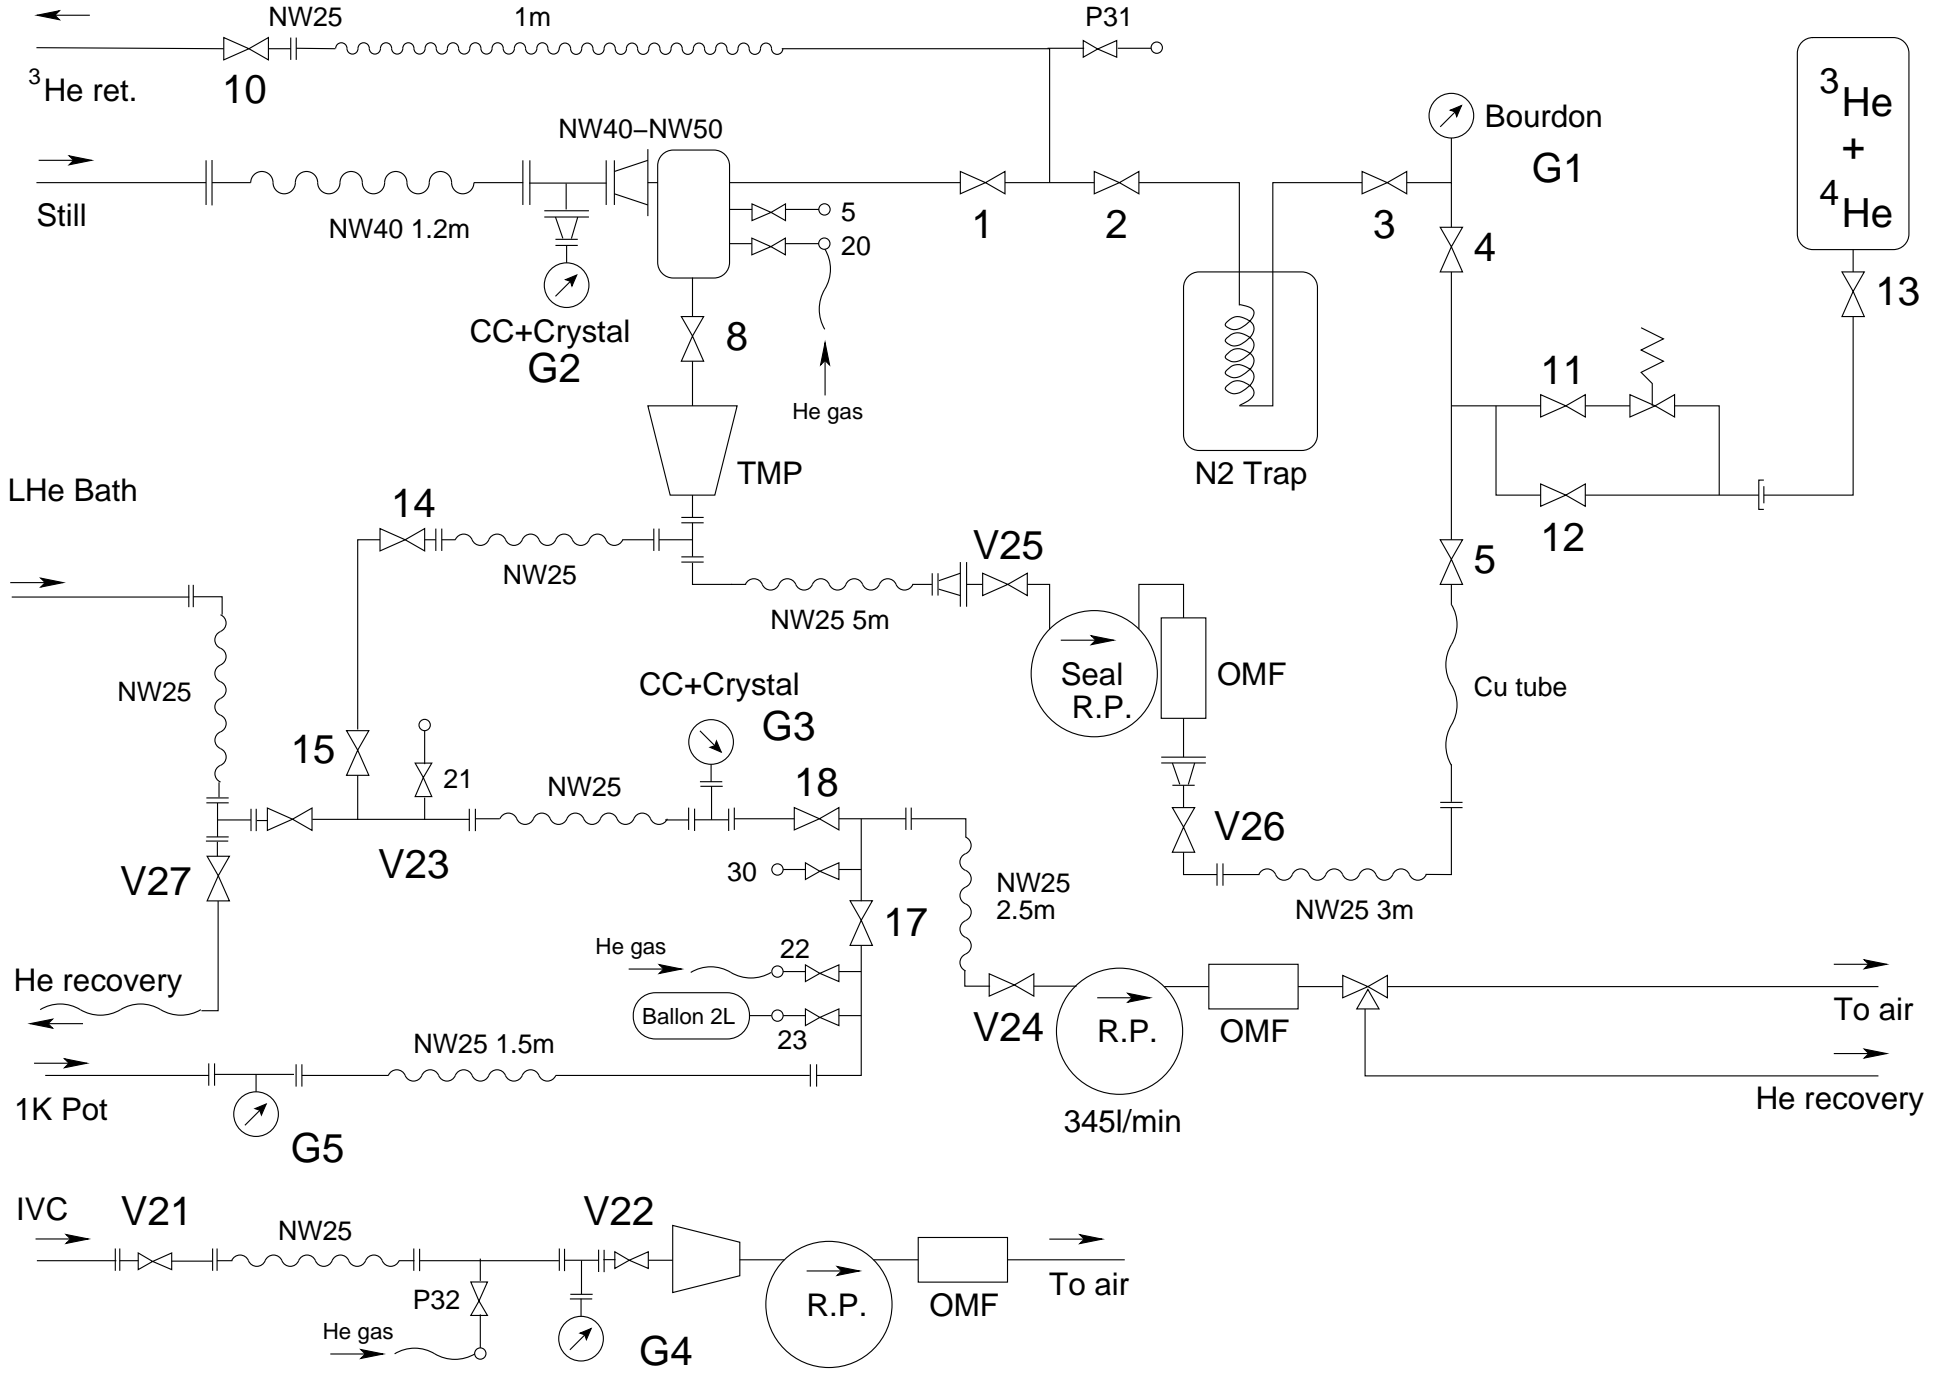 NW25
1m
P31
3He ret.
10
NW40–NW50
Still
NW40 1.2m
CC+Crystal
G2
5
20
He gas
8
1
2
3
Bourdon
G1
4
3He
+
4He
13
11
12
N2 Trap
TMP
LHe Bath
14
NW25
V25
NW25 5m
5
Seal
R.P.
OMF
Cu tube
NW25
CC+Crystal
G3
15
21
NW25
18
V26
V27
V23
30
NW25
2.5m
NW25 3m
17
He gas
22
He recovery
Ballon 2L
23
V24
R.P.
OMF
To air
NW25 1.5m
1K Pot
G5
345l/min
He recovery
IVC
V21
NW25
V22
P32
He gas
G4
R.P.
OMF
To air